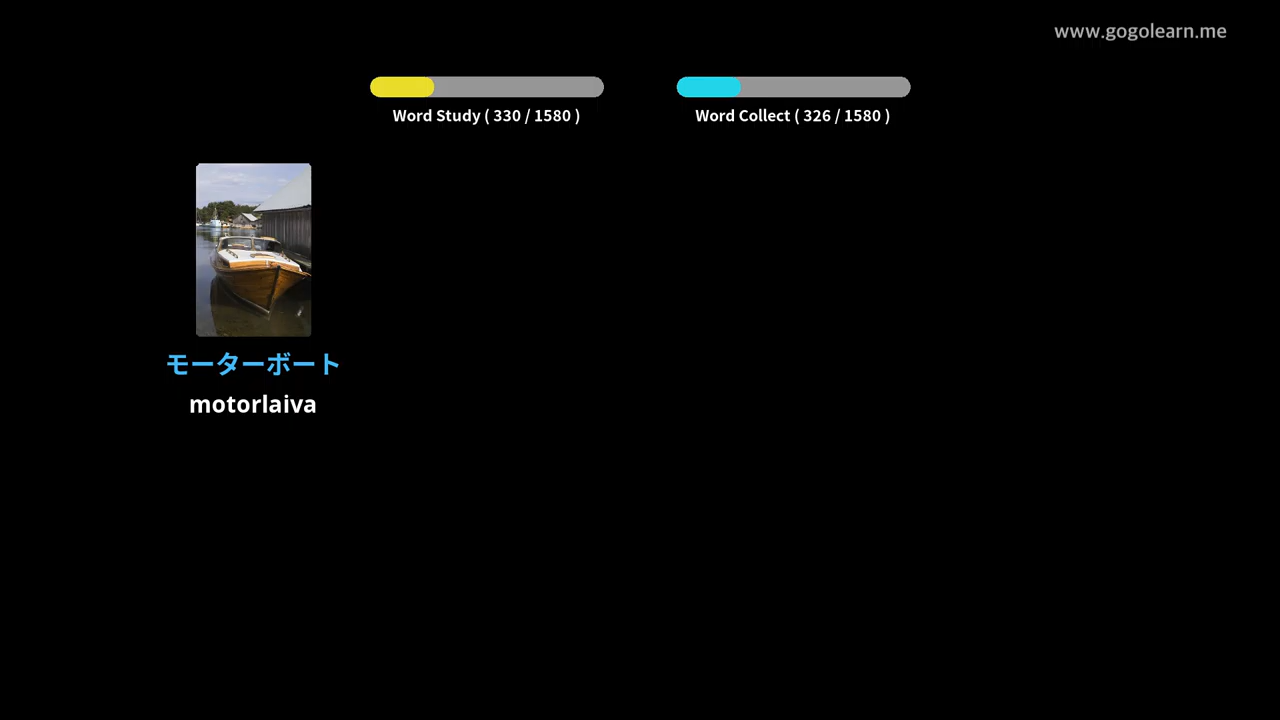 www.gogolearn.me
Word Study ( 330 / 1580 )
Word Collect ( 326 / 1580 )
モーターボート
motorlaiva